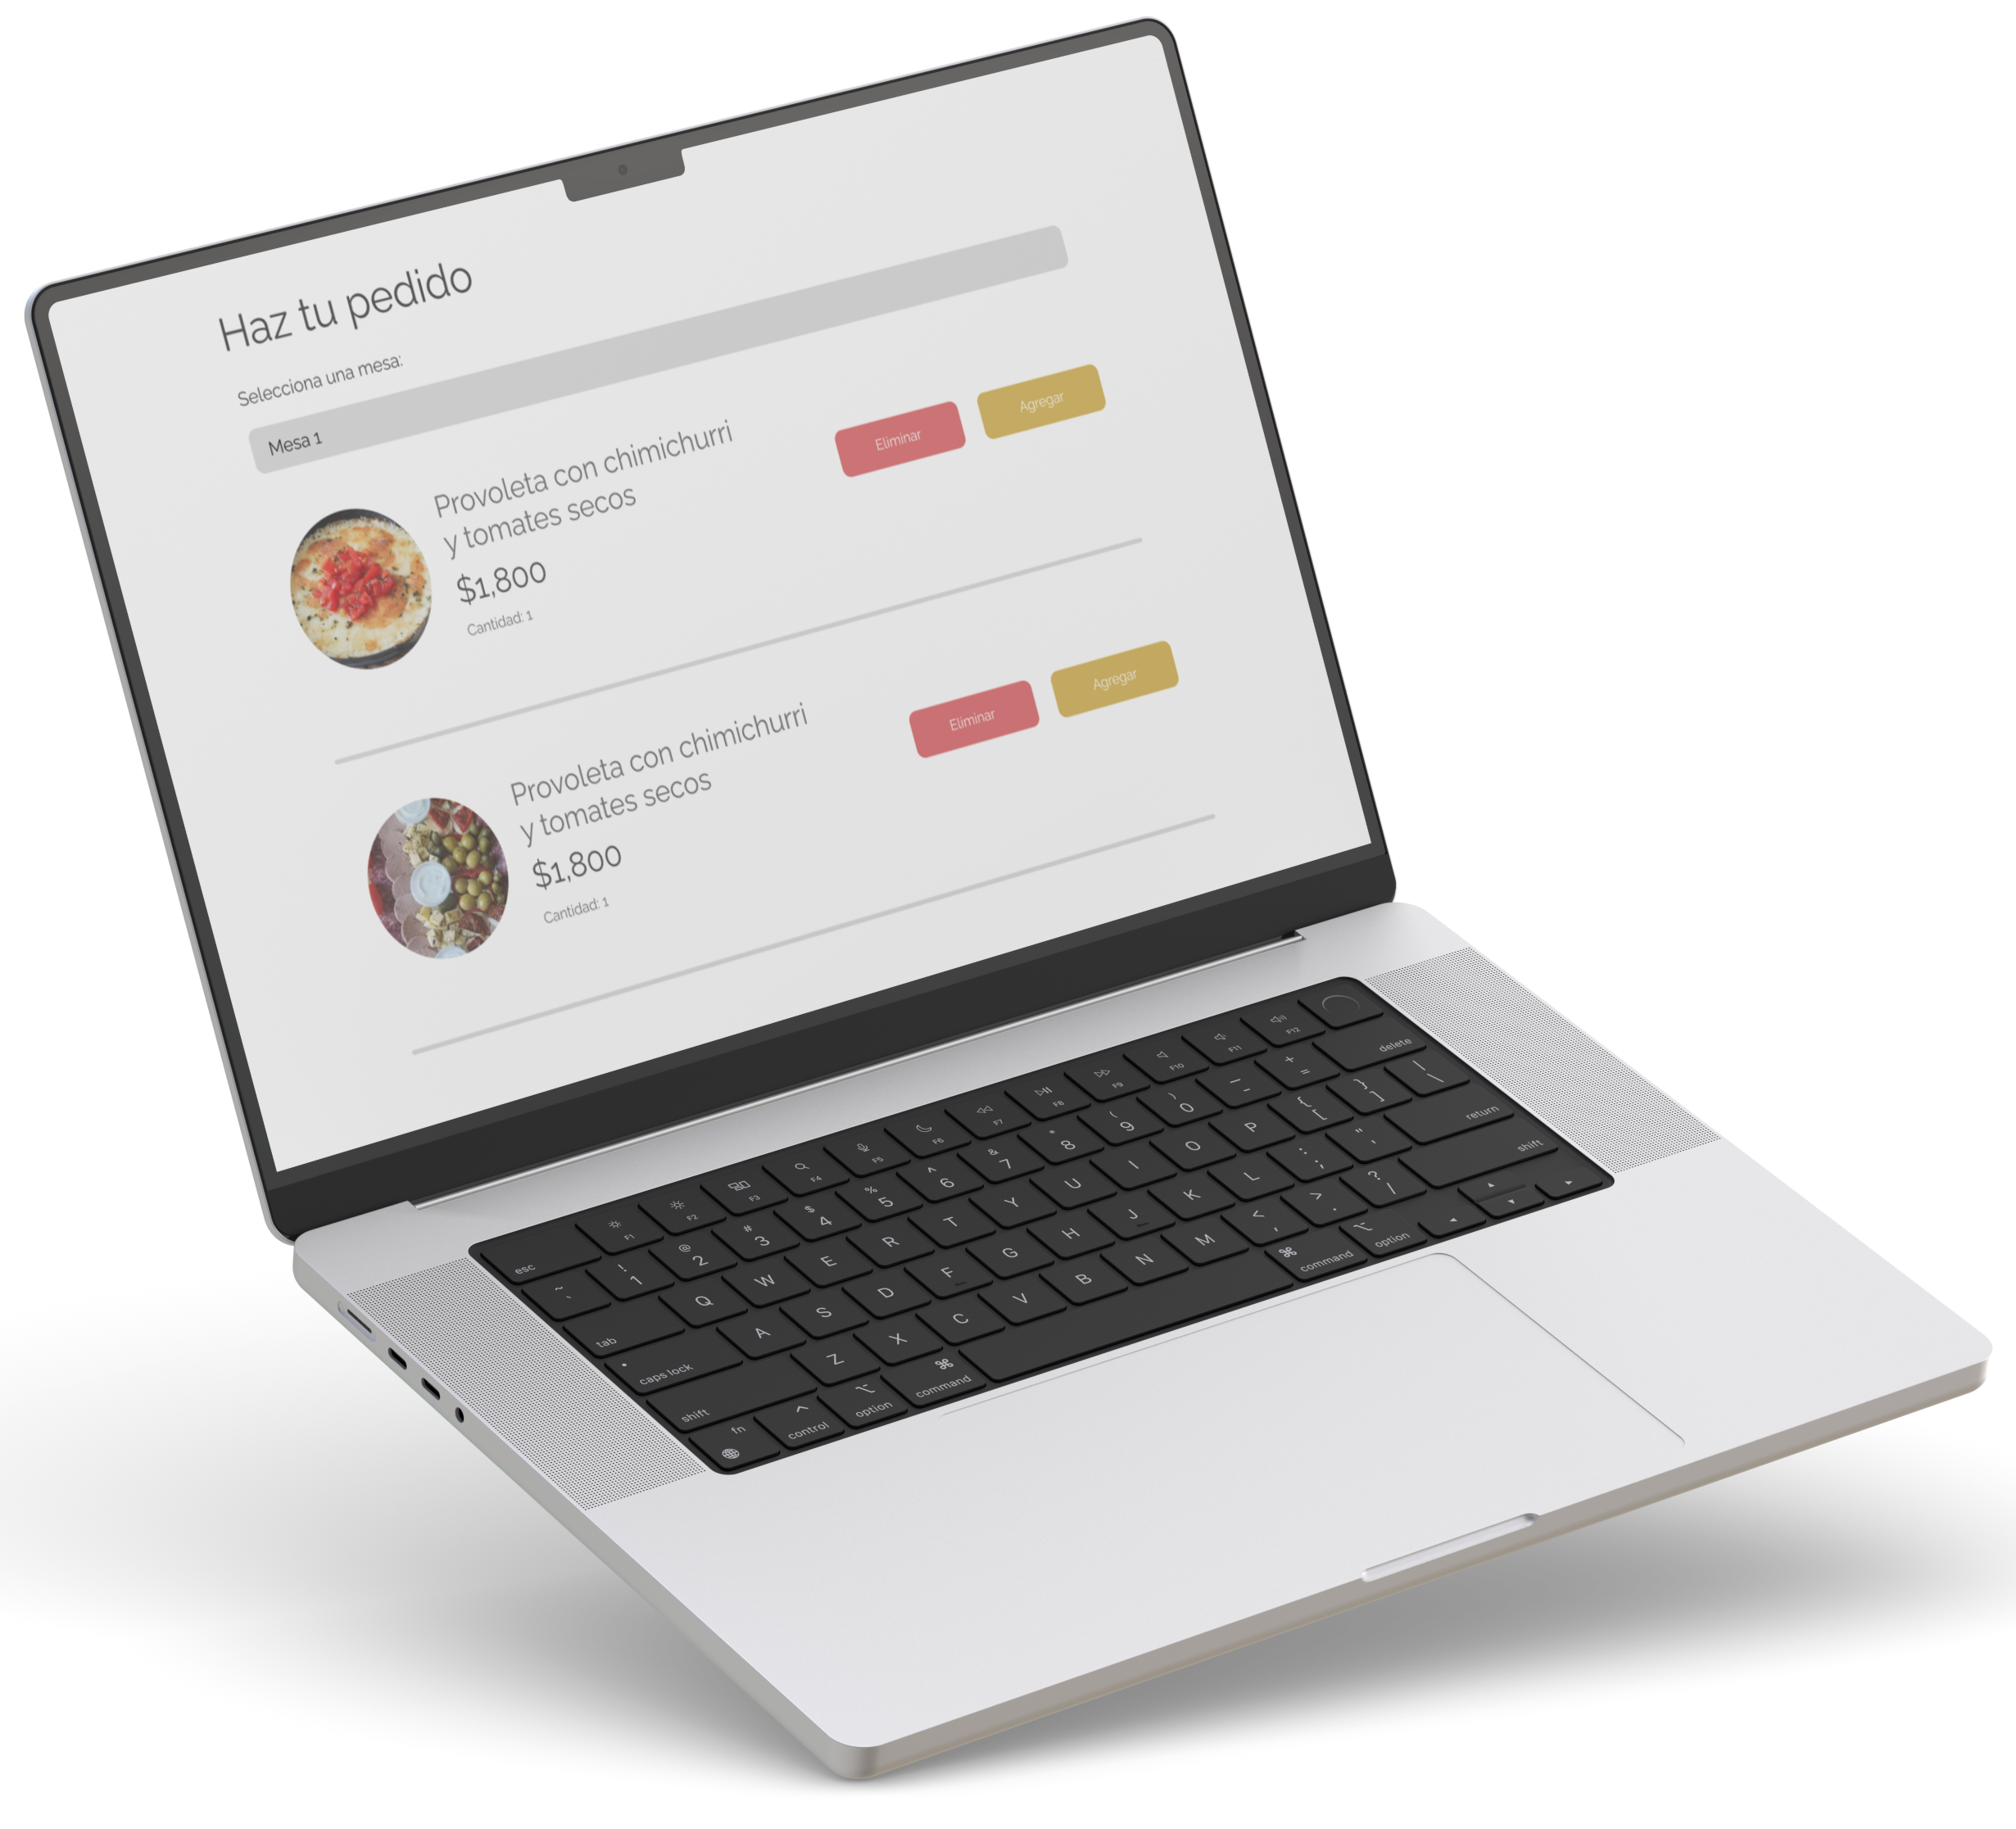 Haz tu pedido
Selecciona una mesa:
Mesa 1
Provoleta con chimichurri
y tomates secos
$1,800
Cantidad: 1
Eliminar
Agregar
Provoleta con chimichurri
y tomates secos
$1,800
Cantidad: 1
Eliminar
Agregar
esc F1 F2 F3 F4 F5 F6 F7 F8 F9 F10 F11 F12
~ ` ! 1 @ 2 # 3 $ 4 % 5 ^ 6 & 7 * 8 ( 9 ) 0 — - + = delete
tab Q W E R T Y U I O P { [ } ] | \
caps lock A S D F G H J K L : ; " ' return
shift Z X C V B N M < , > . ? / shift
fn control option command command option